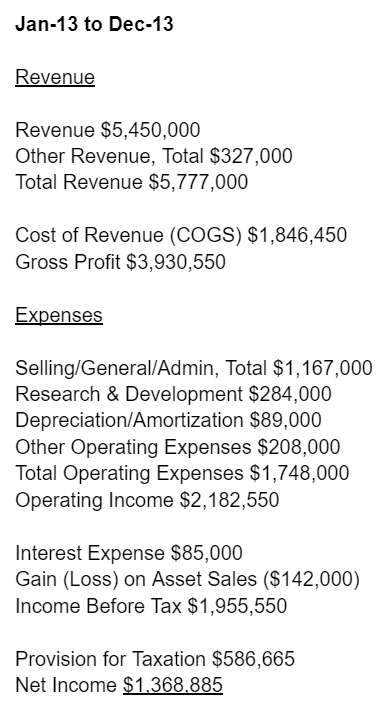 Jan-13 to Dec-13
Revenue
Revenue $5,450,000
Other Revenue, Total $327,000
Total Revenue $5,777,000
Cost of Revenue (COGS) $1,846,450
Gross Profit $3,930,550
Expenses
Selling/General/Admin, Total $1,167,000
Research & Development $284,000
Depreciation/Amortization $89,000
Other Operating Expenses $208,000
Total Operating Expenses $1,748,000
Operating Income $2,182,550
Interest Expense $85,000
Gain (Loss) on Asset Sales ($142,000)
Income Before Tax $1,955,550
Provision for Taxation $586,665
Net Income $1,368,885